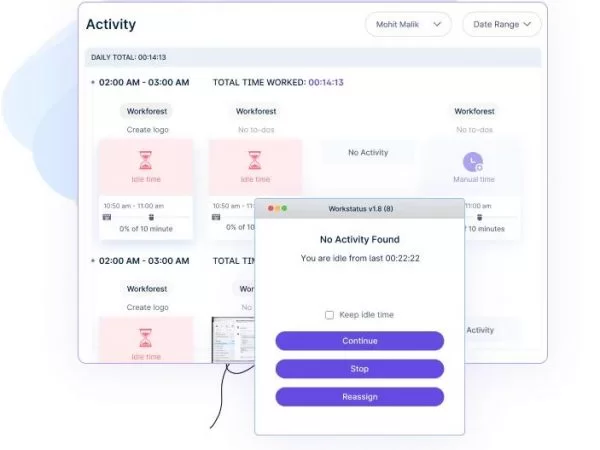 Activity
Mohit Malik
Date Range
DAILY TOTAL: 00:14:13
02:00 AM - 03:00 AM
TOTAL TIME WORKED: 00:14:13
Workforest
Workforest
Workforest
Create logo
No to-dos
No to-dos
No Activity
Idle time
Idle time
Manual time
10:50 am - 11:00 am
10:50 am - 11:00 am
11:00 am
0% of 10 minute
0% of 10
of 10 minutes
Workstatus v1.8 (8)
No Activity Found
You are idle from last 00:22:22
Keep idle time
Continue
Stop
Reassign
02:00 AM - 03:00 AM
TOTAL TIM
Workforest
Wor
Create logo
No
Idle time
Activity